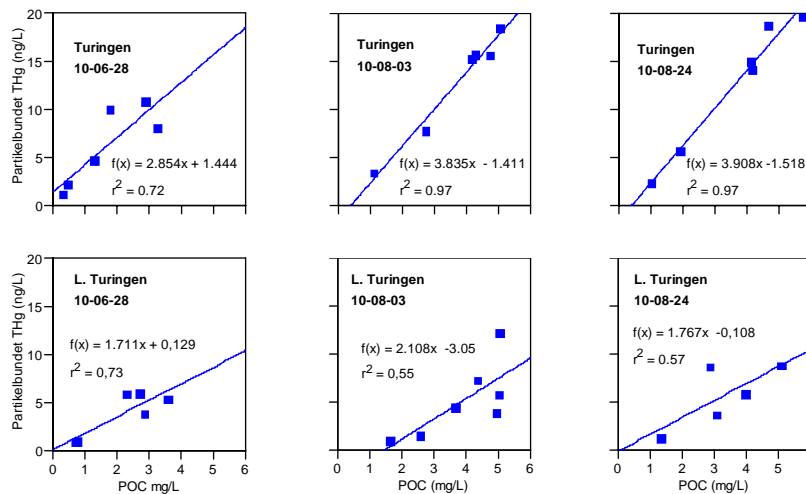 Partikelbundet THg (ng/L)
20
15
10
5
0
Turingen
10-06-28
f(x) = 2.854x + 1.444
r2 = 0.72
Turingen
10-08-03
f(x) = 3.835x - 1.411
r2 = 0.97
Turingen
10-08-24
f(x) = 3.908x -1.518
r2 = 0.97
Partikelbundet THg (ng/L)
20
15
10
5
0
L. Turingen
10-06-28
f(x) = 1.711x + 0,129
r2 = 0,73
0 1 2 3 4 5 6
POC mg/L
L. Turingen
10-08-03
f(x) = 2.108x -3.05
r2 = 0,55
0 1 2 3 4 5 6
POC (mg/L)
L. Turingen
10-08-24
f(x) = 1.767x -0,108
r2 = 0.57
0 1 2 3 4 5
POC (mg/L)